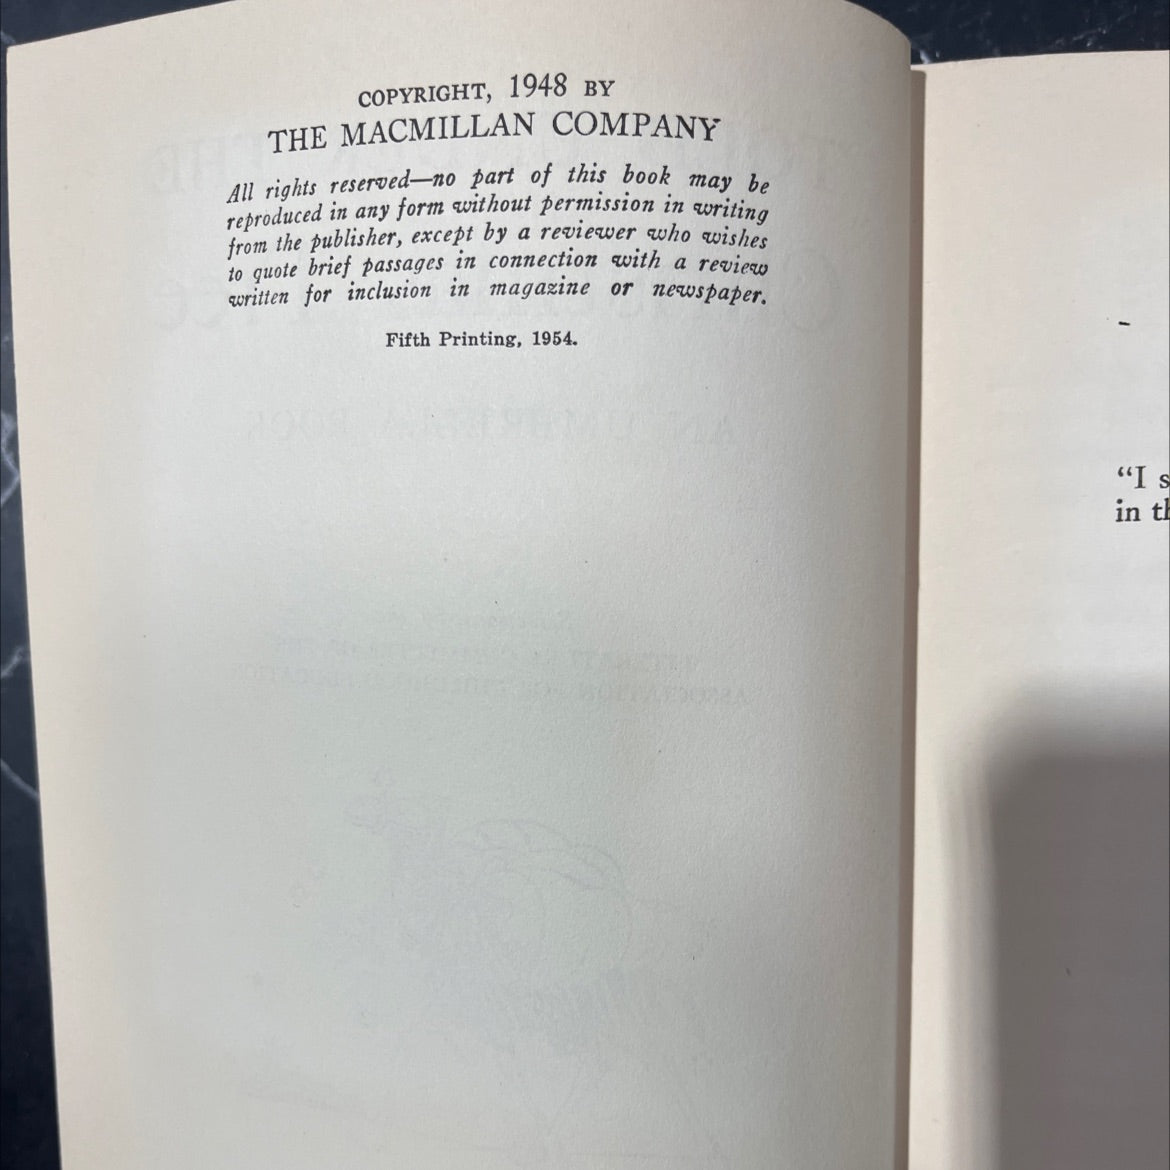 COPYRIGHT, 1948 BY
THE MACMILLAN COMPANY
All rights reserved—no part of this book may be
reproduced in any form without permission in writing
from the publisher, except by a reviewer who wishes
to quote brief passages in connection with a review
written for inclusion in magazine or newspaper.
Fifth Printing, 1954.
“I
in